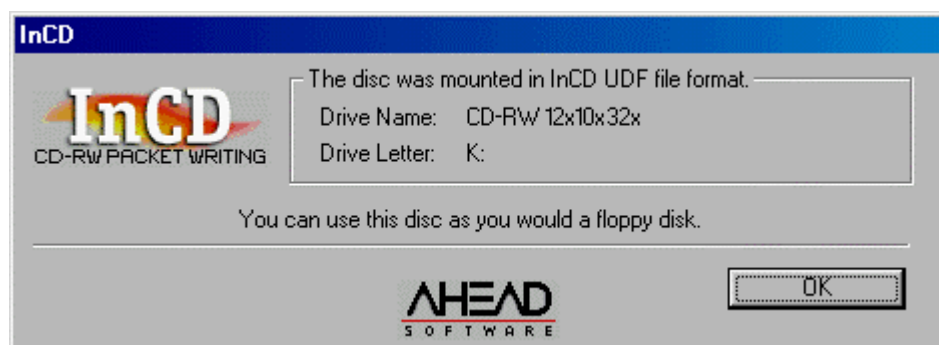 InCD
InCD
CD-RW PACKET WRITING
The disc was mounted in InCD UDF file format.
Drive Name: CD-RW 12x10x32x
Drive Letter: K:
You can use this disc as you would a floppy disk.
AHEAD
SOFTWARE
OK